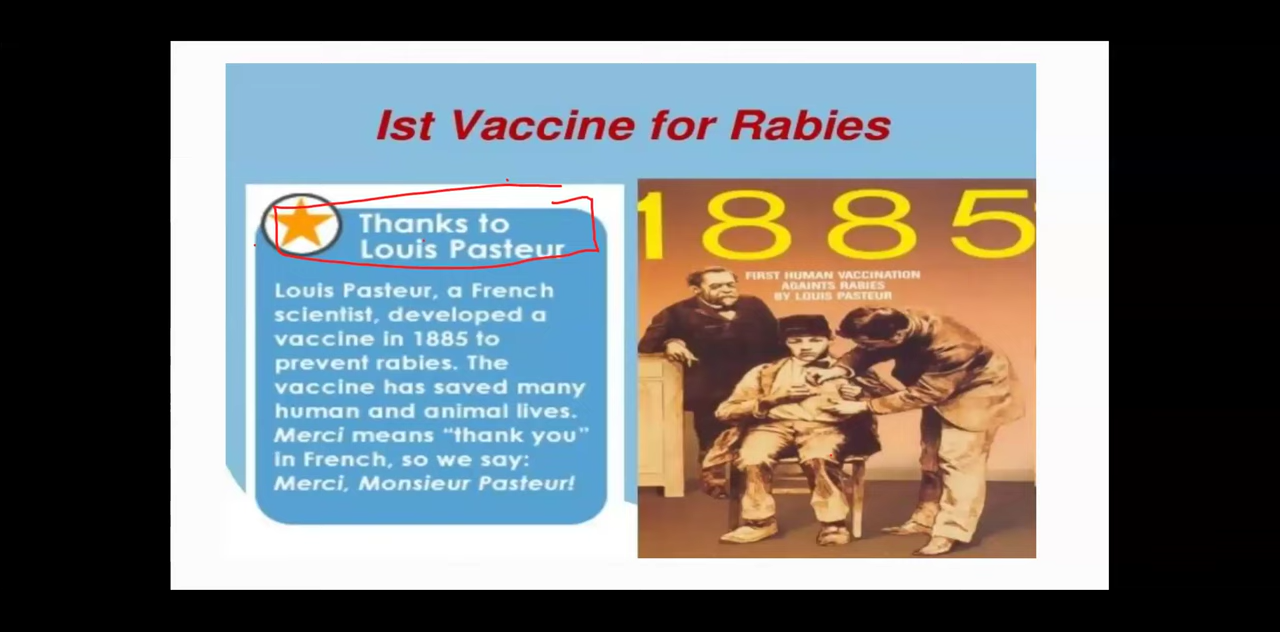 Ist Vaccine for Rabies
Thanks to
Louis Pasteur
Louis Pasteur, a French
scientist, developed a
vaccine in 1885 to
prevent rabies. The
vaccine has saved many
human and animal lives.
Merci means “thank you”
in French, so we say:
Merci, Monsieur Pasteur!
1885
FIRST HUMAN VACCINATION
AGAINTS RABIES
BY LOUIS PASTEUR